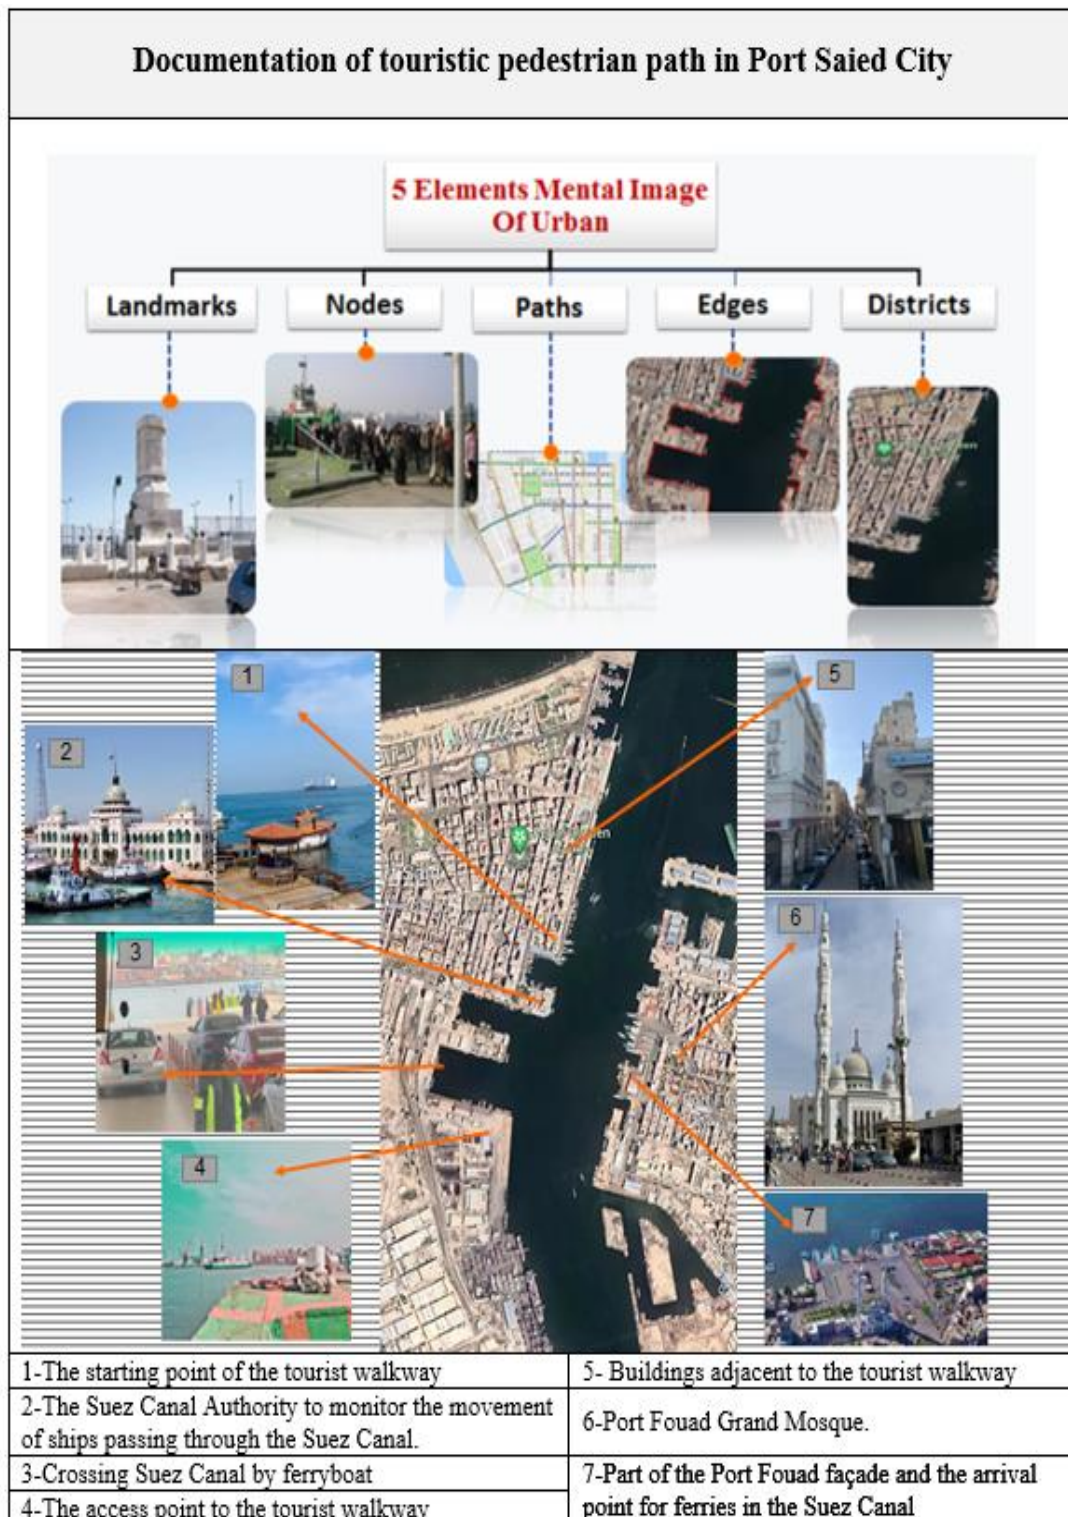 Documentation of touristic pedestrian path in Port Saied City
5 Elements Mental Image
Of Urban
Landmarks
Nodes
Paths
Edges
Districts
1
2
3
4
5
6
7
1-The starting point of the tourist walkway
2-The Suez Canal Authority to monitor the movement
of ships passing through the Suez Canal.
3-Crossing Suez Canal by ferryboat
4-The access point to the tourist walkway
5- Buildings adjacent to the tourist walkway
6-Port Fouad Grand Mosque.
7-Part of the Port Fouad façade and the arrival
point for ferries in the Suez Canal